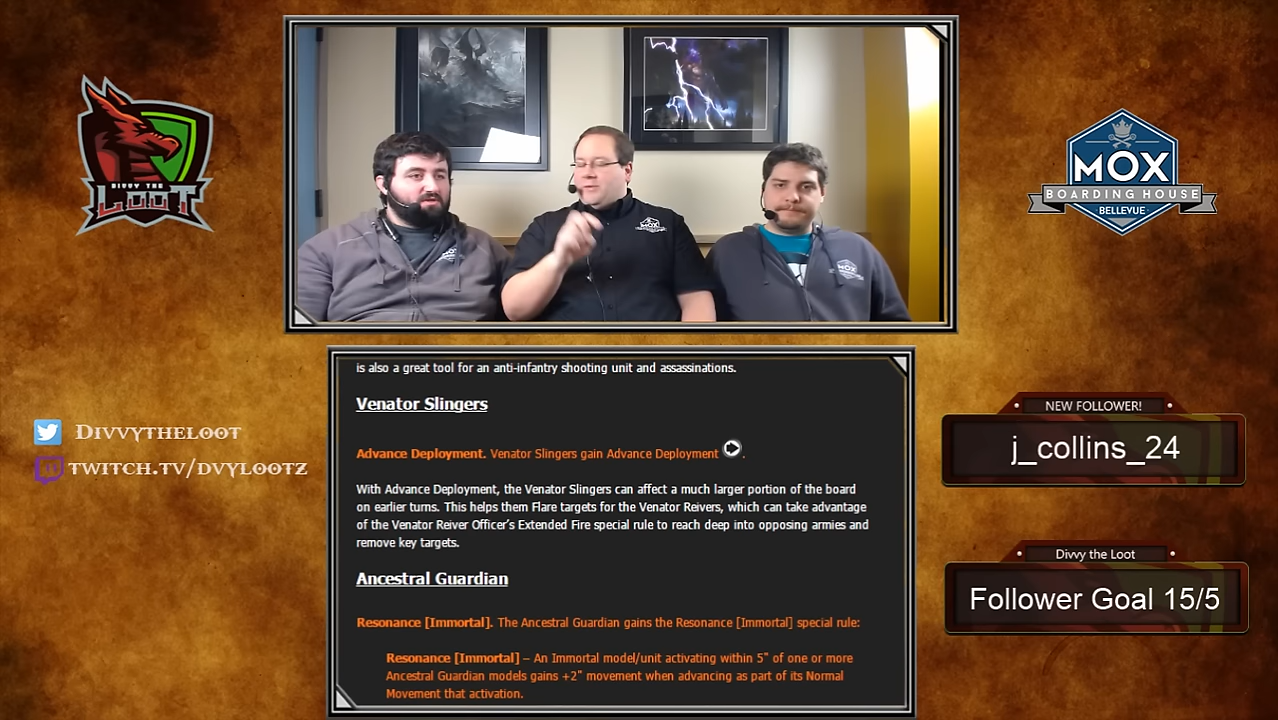 DIVVY THE
LOOT
MOX
BOARDING HOUSE
BELLEVUE
MOX
MOX
MOX
is also a great tool for an anti-infantry shooting unit and assassinations.
Venator Slingers
Advance Deployment. Venator Slingers gain Advance Deployment .
With Advance Deployment, the Venator Slingers can affect a much larger portion of the board
on earlier turns. This helps them Flare targets for the Venator Reivers, which can take advantage
of the Venator Reiver Officer's Extended Fire special rule to reach deep into opposing armies and
remove key targets.
Ancestral Guardian
Resonance [Immortal]. The Ancestral Guardian gains the Resonance [Immortal] special rule:
Resonance [Immortal] – An Immortal model/unit activating within 5" of one or more
Ancestral Guardian models gains +2" movement when advancing as part of its Normal
Movement that activation.
Divvytheloot
twitch.tv/dvylootz
NEW FOLLOWER!
j_collins_24
Divvy the Loot
Follower Goal 15/5